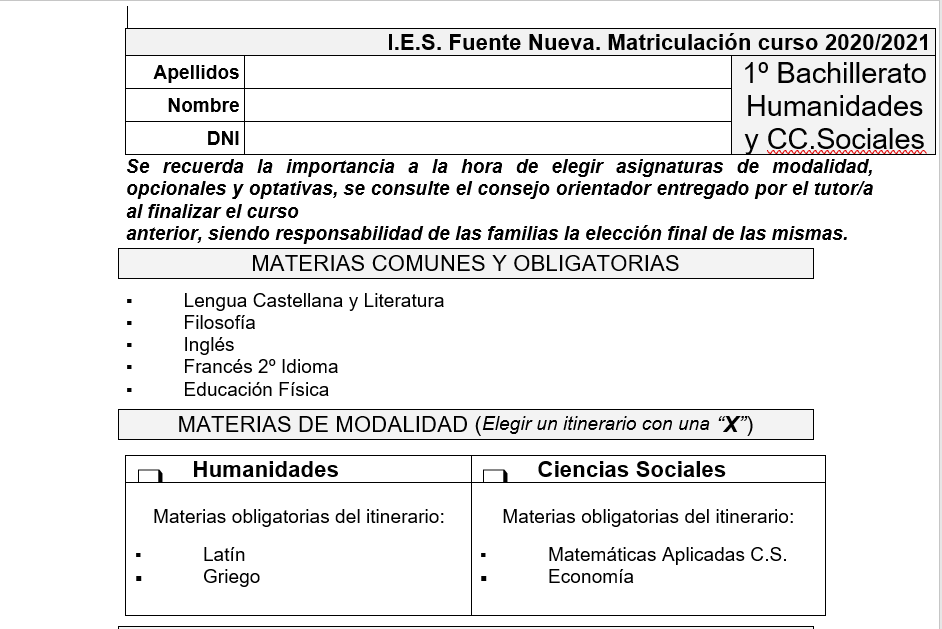 I.E.S. Fuente Nueva. Matriculación curso 2020/2021
Apellidos
Nombre
DNI
1º Bachillerato
Humanidades
y CC.Sociales
Se recuerda la importancia a la hora de elegir asignaturas de modalidad,
opcionales y optativas, se consulte el consejo orientador entregado por el tutor/a
al finalizar el curso
anterior, siendo responsabilidad de las familias la elección final de las mismas.
MATERIAS COMUNES Y OBLIGATORIAS
▪ Lengua Castellana y Literatura
▪ Filosofía
▪ Inglés
▪ Francés 2º Idioma
▪ Educación Física
MATERIAS DE MODALIDAD (Elegir un itinerario con una “X”)
Humanidades
Materias obligatorias del itinerario:
▪ Latín
▪ Griego
Ciencias Sociales
Materias obligatorias del itinerario:
▪ Matemáticas Aplicadas C.S.
▪ Economía